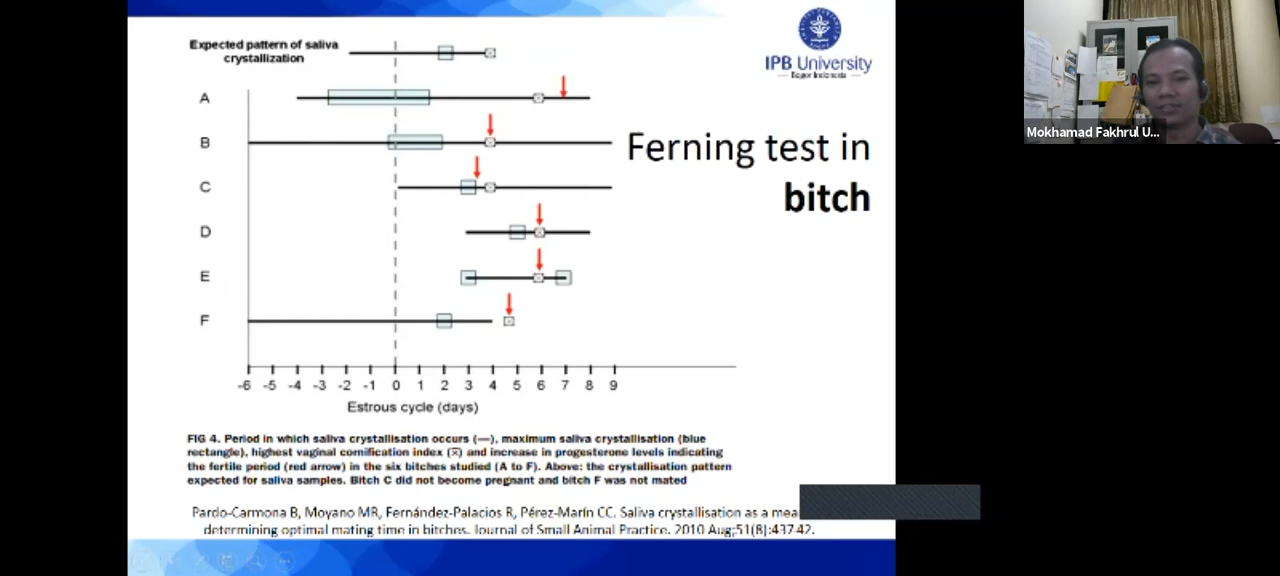 Expected pattern of saliva
crystallization
A
B
C
D
E
F
-6 -5 -4 -3 -2 -1 0 1 2 3 4 5 6 7 8 9
Estrous cycle (days)
IPB University
Bogor Indonesia
Ferning test in
bitch
FIG 4. Period in which saliva crystallisation occurs (—), maximum saliva crystallisation (blue
rectangle), highest vaginal cornification index (☒) and increase in progesterone levels indicating
the fertile period (red arrow) in the six bitches studied (A to F). Above: the crystallisation pattern
expected for saliva samples. Bitch C did not become pregnant and bitch F was not mated
Pardo-Carmona B, Moyano MR, Fernández-Palacios R, Pérez-Marín CC. Saliva crystallisation as a mea
determining optimal mating time in bitches. Journal of Small Animal Practice. 2010 Aug;51(8):437-42.
Mokhamad Fakhrul U...